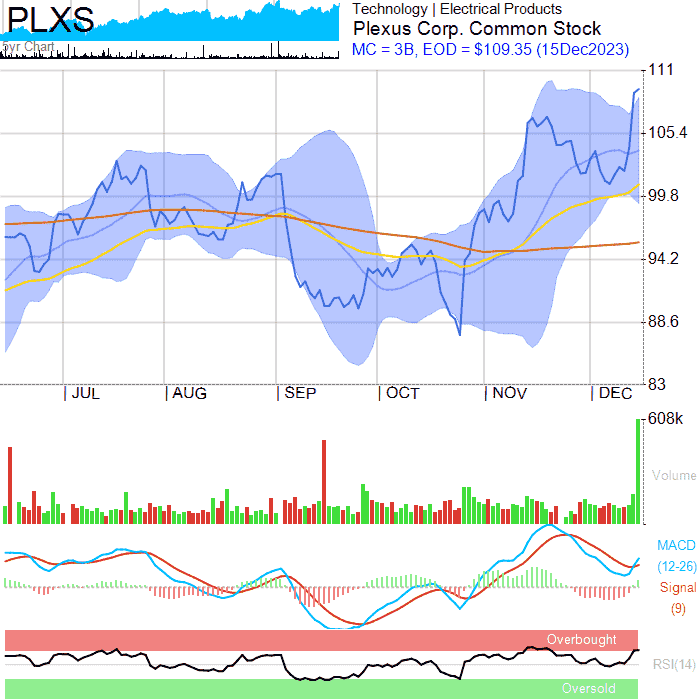 PLXS
5yr Chart
Technology | Electrical Products
Plexus Corp. Common Stock
MC = 3B, EOD = $109.35 (15Dec2023)
111
105.4
99.8
94.2
88.6
83
| JUL | AUG | SEP | OCT | NOV | DEC
608k
Volume
MACD
(12-26)
Signal
(9)
Overbought
RSI(14)
Oversold